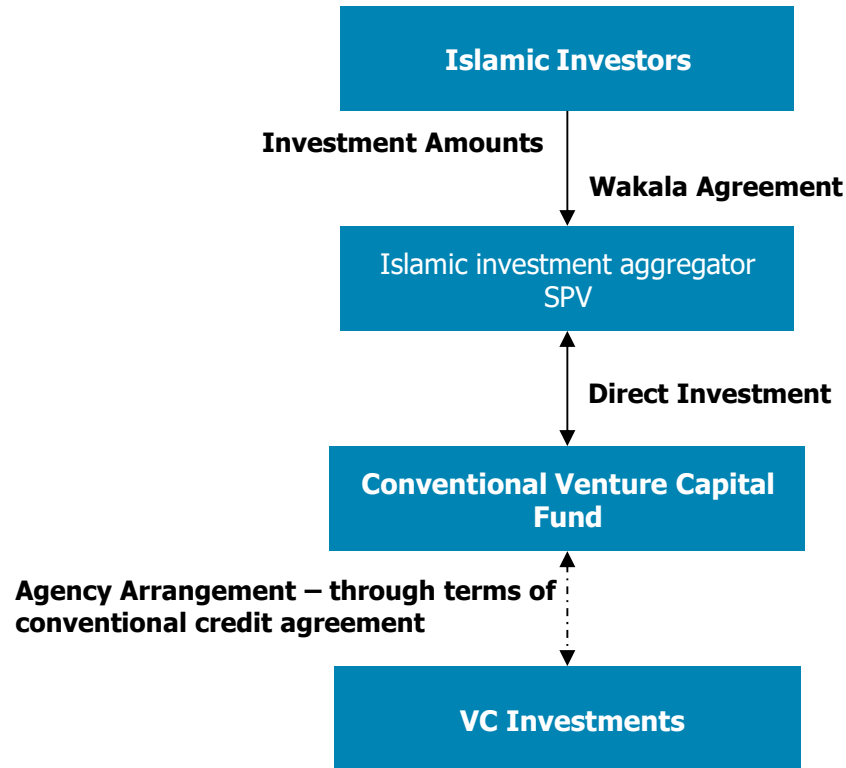 Islamic Investors
Investment Amounts
Wakala Agreement
Islamic investment aggregator
SPV
Direct Investment
Conventional Venture Capital
Fund
Agency Arrangement – through terms of
conventional credit agreement
VC Investments